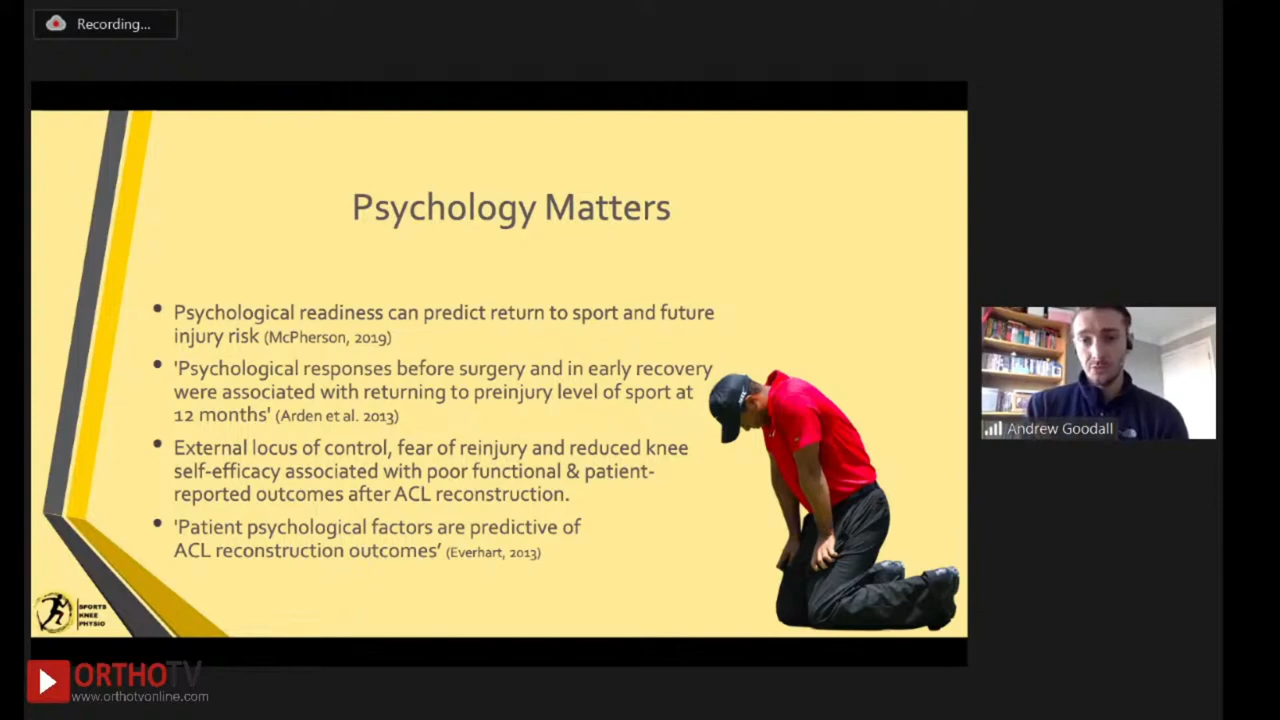 Recording...
Psychology Matters
• Psychological readiness can predict return to sport and future
injury risk (McPherson, 2019)
• 'Psychological responses before surgery and in early recovery
were associated with returning to preinjury level of sport at
12 months' (Arden et al. 2013)
• External locus of control, fear of reinjury and reduced knee
self-efficacy associated with poor functional & patient-
reported outcomes after ACL reconstruction.
• 'Patient psychological factors are predictive of
ACL reconstruction outcomes’ (Everhart, 2013)
Andrew Goodall
SPORTS
KNEE
PHYSIO
ORTHOTV
www.orthotvonline.com